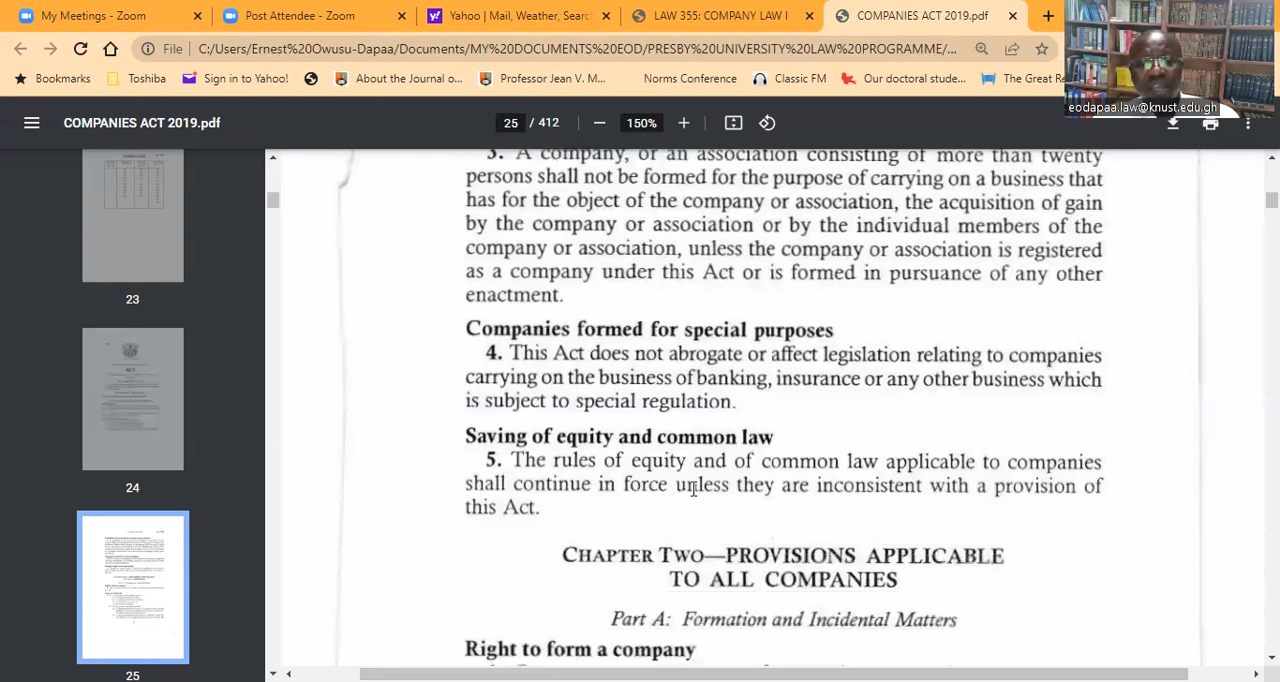 My Meetings - Zoom
Post Attendee - Zoom
Yahoo | Mail, Weather, Searc
LAW 355: COMPANY LAW I
COMPANIES ACT 2019.pdf
File | C:/Users/Ernest%20Owusu-Dapaa/Documents/MY%20DOCUMENTS%20EOD/PRESBY%20UNIVERSITY%20LAW%20PROGRAMME/...
Bookmarks
Toshiba
Sign in to Yahoo!
About the Journal o...
Professor Jean V. M...
Norms Conference
Classic FM
Our doctoral stude...
The Great Re
eodapaa.law@knust.edu.gh
COMPANIES ACT 2019.pdf
25 / 412
150%
23
24
25
3. A company, or an association consisting of more than twenty
persons shall not be formed for the purpose of carrying on a business that
has for the object of the company or association, the acquisition of gain
by the company or association or by the individual members of the
company or association, unless the company or association is registered
as a company under this Act or is formed in pursuance of any other
enactment.
Companies formed for special purposes
4. This Act does not abrogate or affect legislation relating to companies
carrying on the business of banking, insurance or any other business which
is subject to special regulation.
Saving of equity and common law
5. The rules of equity and of common law applicable to companies
shall continue in force unless they are inconsistent with a provision of
this Act.
CHAPTER TWO—PROVISIONS APPLICABLE
TO ALL COMPANIES
Part A: Formation and Incidental Matters
Right to form a company